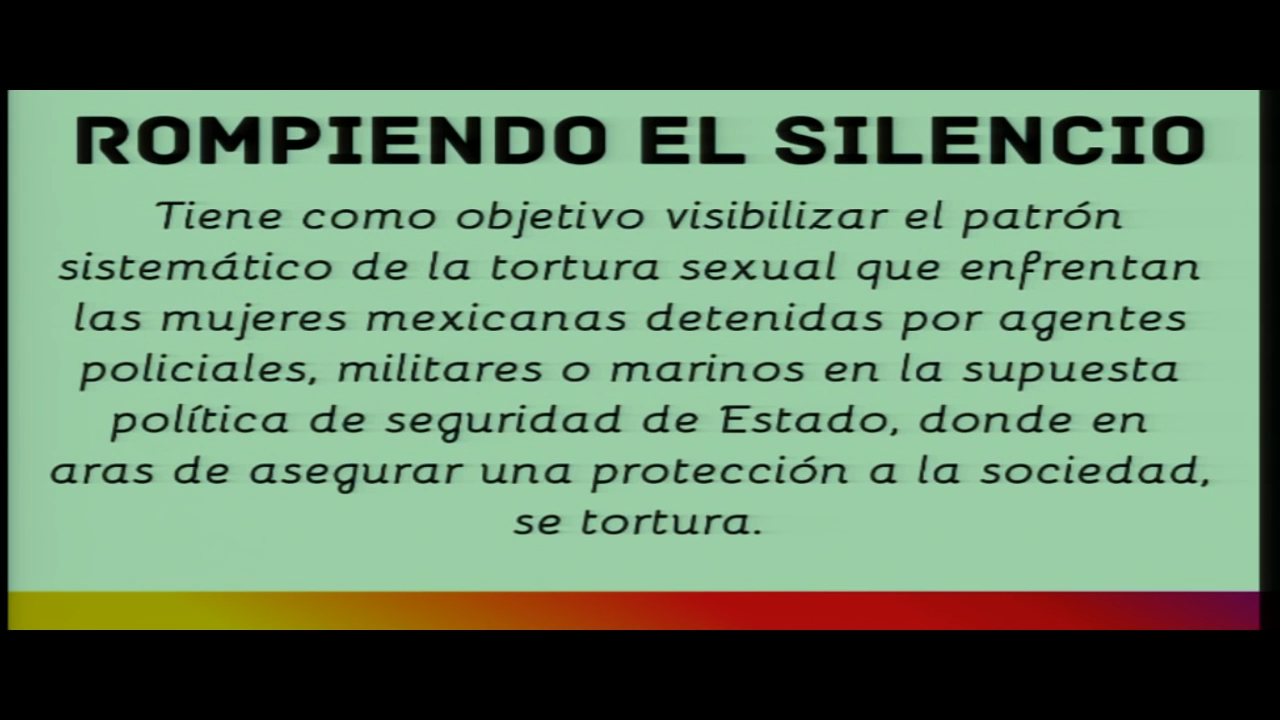 ROMPIENDO EL SILENCIO
Tiene como objetivo visibilizar el patrón
sistemático de la tortura sexual que enfrentan
las mujeres mexicanas detenidas por agentes
policiales, militares o marinos en la supuesta
política de seguridad de Estado, donde en
aras de asegurar una protección a la sociedad,
se tortura.